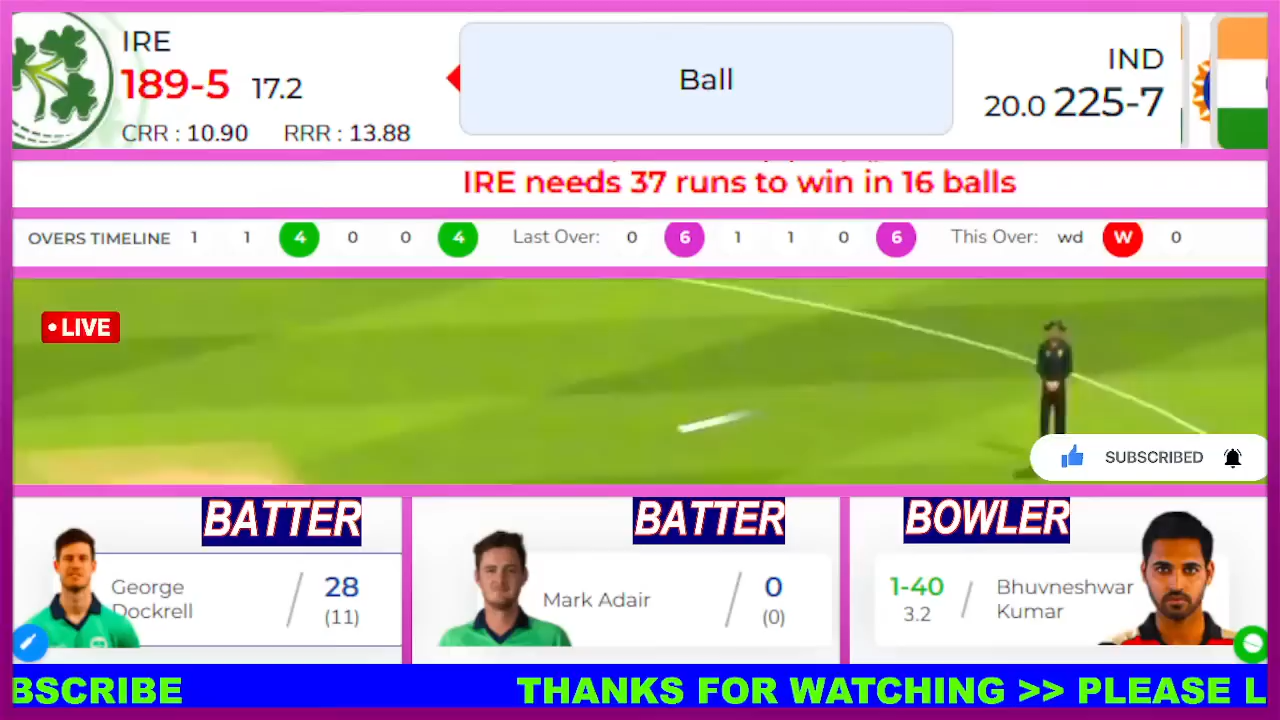 IRE
189-5 17.2
CRR : 10.90 RRR : 13.88
Ball
IND
20.0 225-7
IRE needs 37 runs to win in 16 balls
OVERS TIMELINE 1 1 4 0 0 4 Last Over: 0 6 1 1 0 6 This Over: wd W 0
• LIVE
SUBSCRIBED
BATTER
George
Dockrell
28
(11)
BATTER
Mark Adair
0
(0)
BOWLER
1-40
3.2
Bhuvneshwar
Kumar
BSCRIBE THANKS FOR WATCHING >> PLEASE L